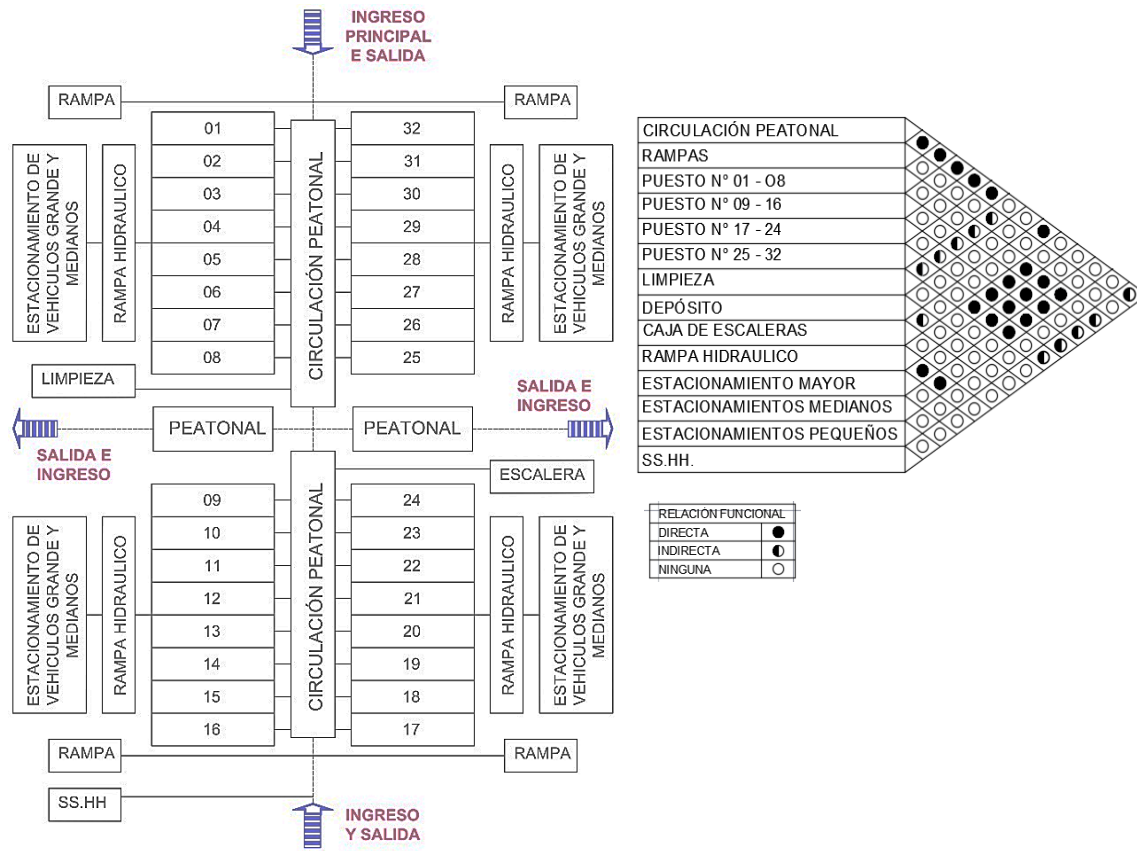 INGRESO
PRINCIPAL
E SALIDA
RAMPA
RAMPA
01
02
03
04
05
06
07
08
32
31
30
29
28
27
26
25
CIRCULACIÓN PEATONAL
ESTACIONAMIENTO DE
VEHICULOS GRANDE Y
MEDIANOS
RAMPA HIDRAULICO
RAMPA HIDRAULICO
ESTACIONAMIENTO DE
VEHICULOS GRANDE Y
MEDIANOS
LIMPIEZA
SALIDA E
INGRESO
PEATONAL
PEATONAL
SALIDA E
INGRESO
ESCALERA
09
10
11
12
13
14
15
16
24
23
22
21
20
19
18
17
CIRCULACIÓN PEATONAL
ESTACIONAMIENTO DE
VEHICULOS GRANDE Y
MEDIANOS
RAMPA HIDRAULICO
RAMPA HIDRAULICO
ESTACIONAMIENTO DE
VEHICULOS GRANDE Y
MEDIANOS
RAMPA
RAMPA
SS.HH
INGRESO
Y SALIDA
CIRCULACIÓN PEATONAL
RAMPAS
PUESTO N° 01 - O8
PUESTO N° 09 - 16
PUESTO N° 17 - 24
PUESTO N° 25 - 32
LIMPIEZA
DEPÓSITO
CAJA DE ESCALERAS
RAMPA HIDRAULICO
ESTACIONAMIENTO MAYOR
ESTACIONAMIENTOS MEDIANOS
ESTACIONAMIENTOS PEQUEÑOS
SS.HH.
RELACIÓN FUNCIONAL
DIRECTA
INDIRECTA
NINGUNA